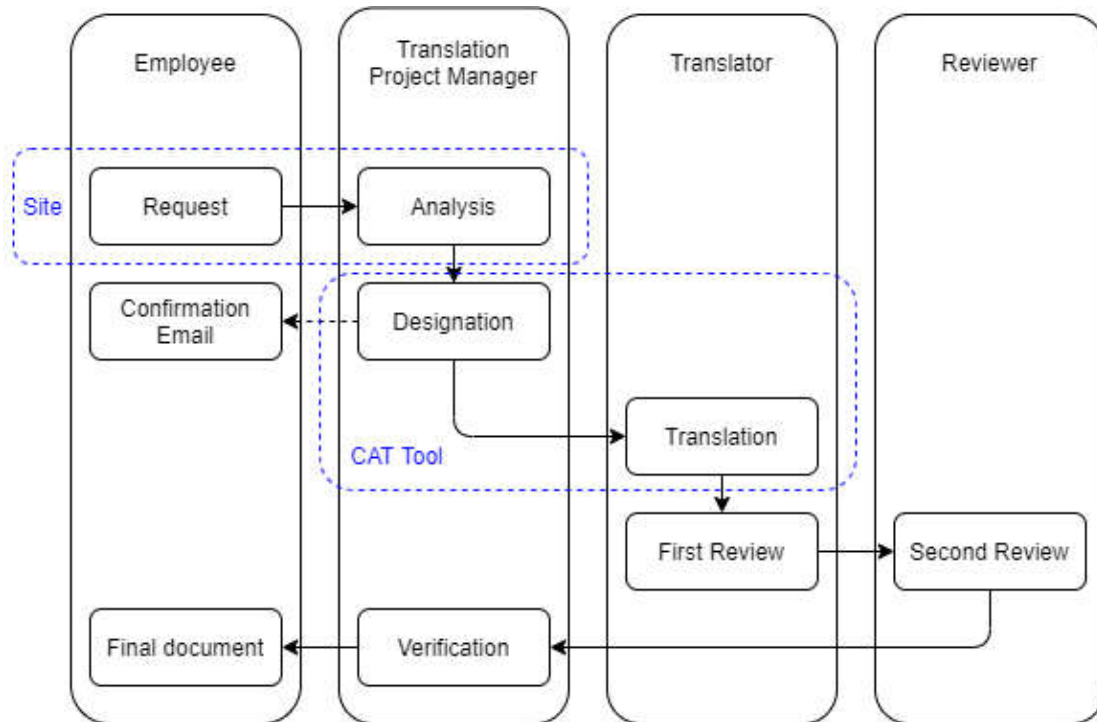 Employee
Translation
Project Manager
Translator
Reviewer
Site
Request
Analysis
Confirmation
Email
Designation
CAT Tool
Translation
First Review
Second Review
Final document
Verification